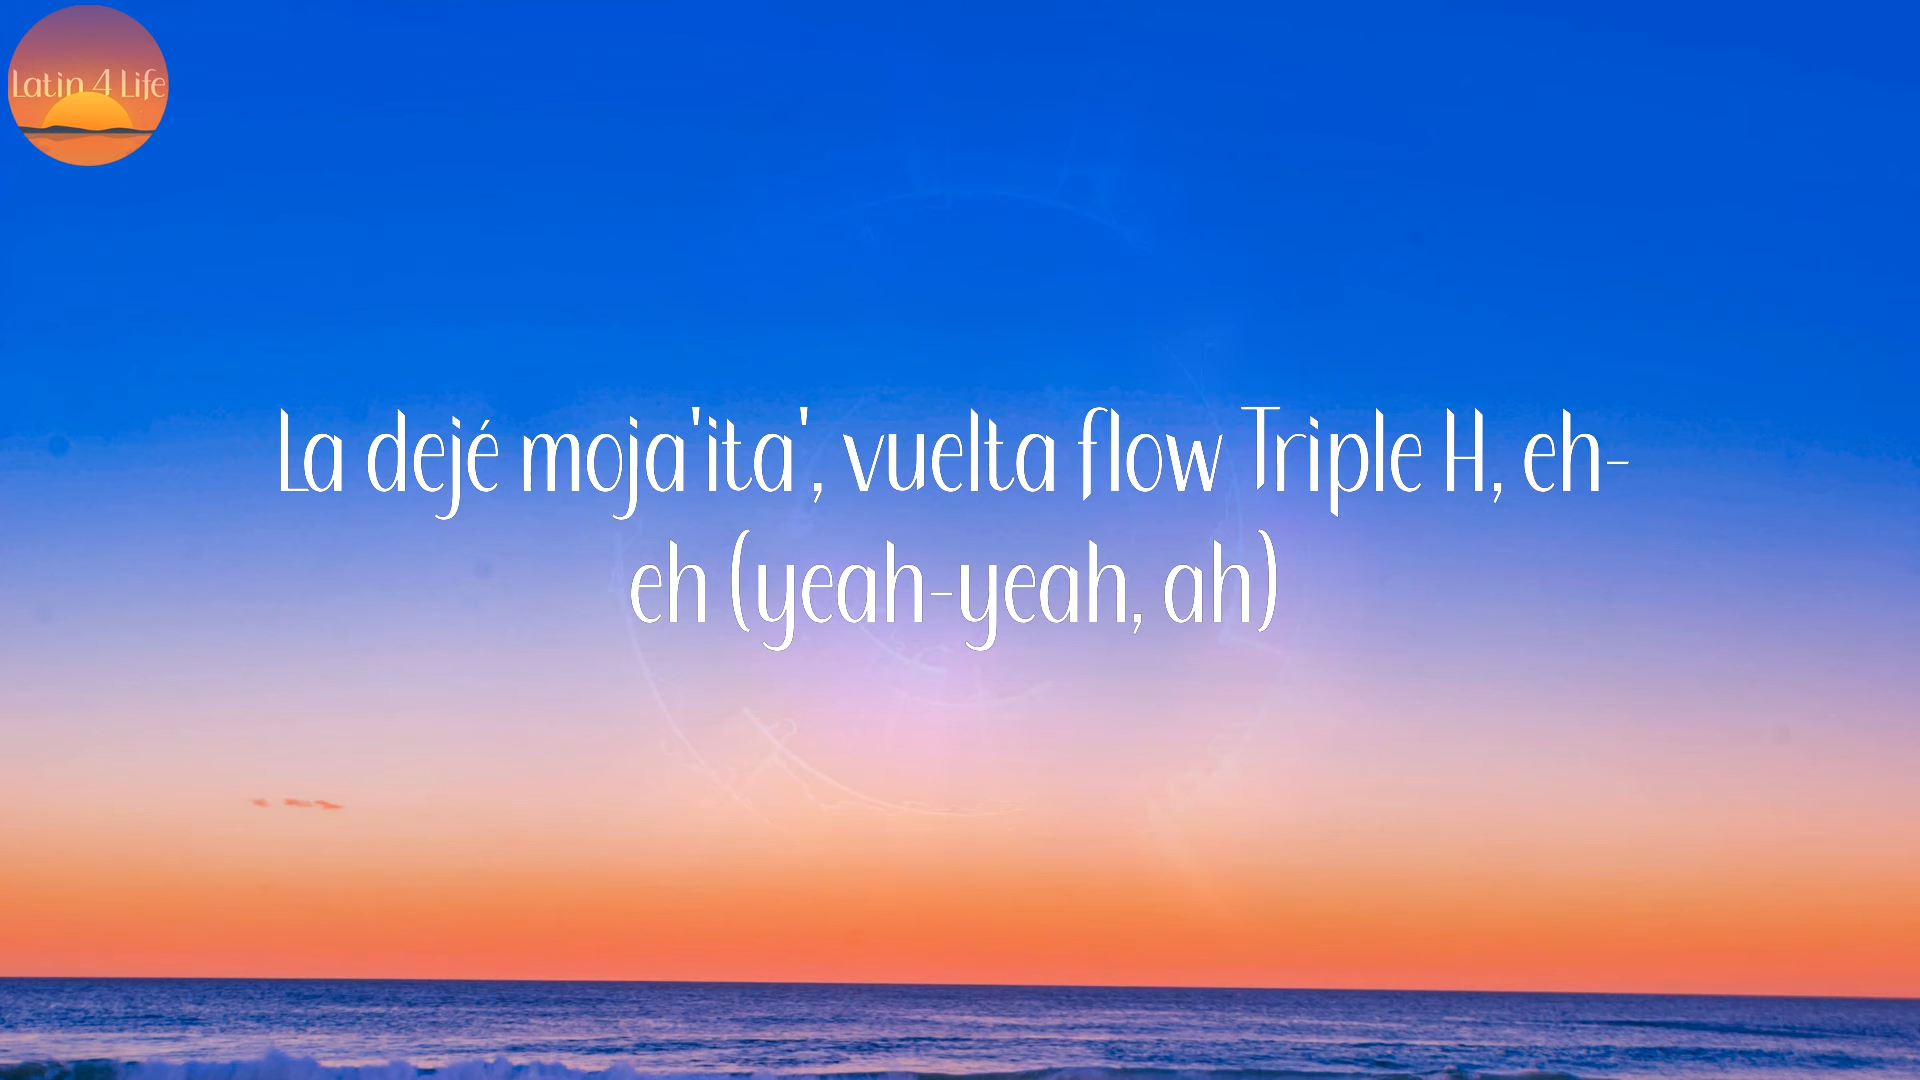 Latin 4 Life
La dejé moja'ita', vuelta flow Triple H, eh-
eh (yeah-yeah, ah)